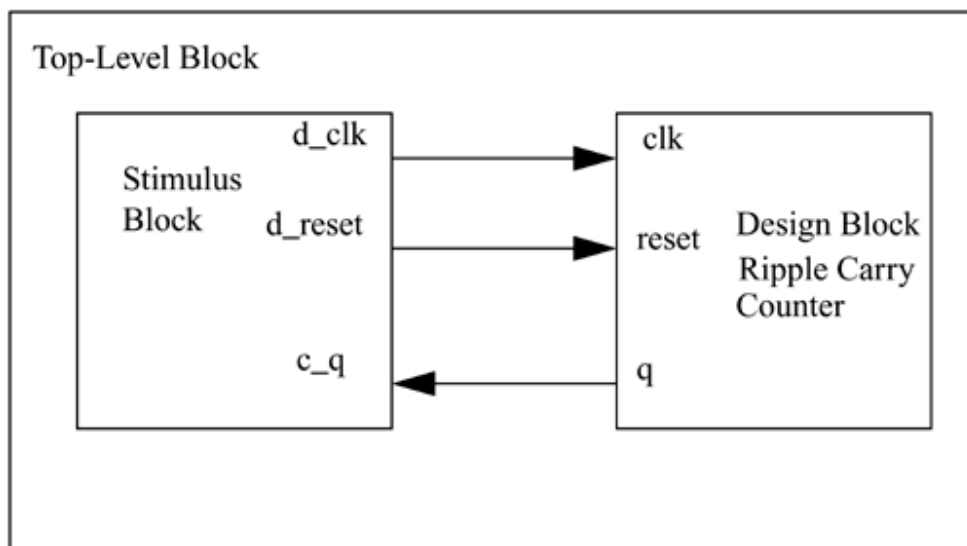 Top-Level Block
d_clk
clk
Stimulus
Block
d_reset
reset
Design Block
Ripple Carry
Counter
c_q
q